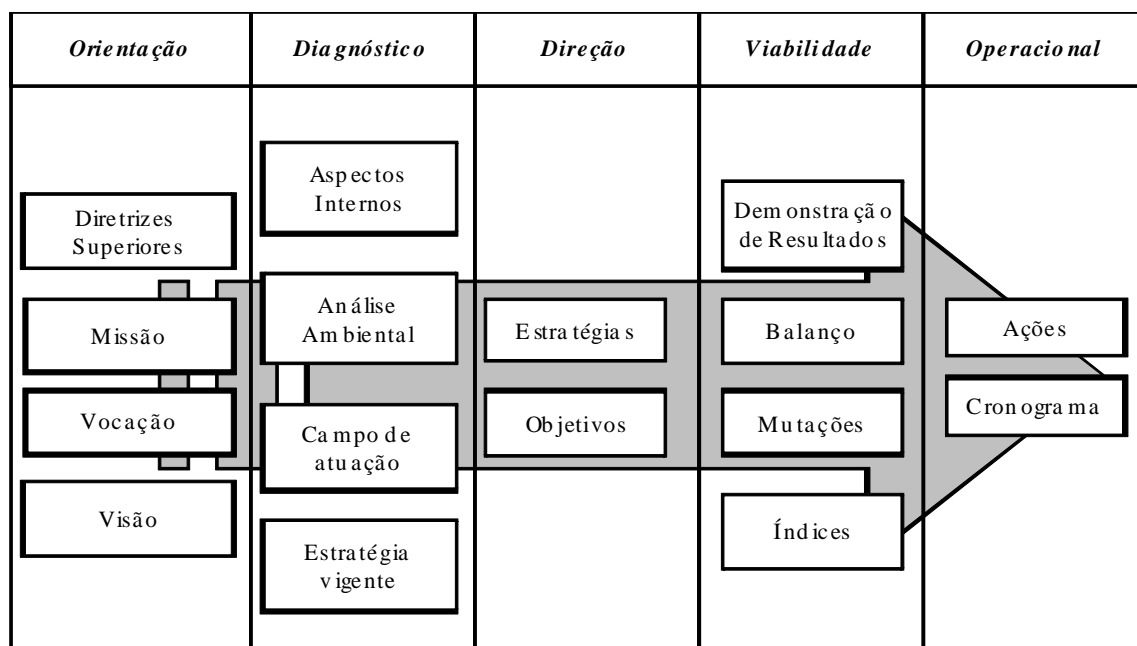 Orientação
Diagnóstico
Direção
Viabilidade
Operacional
Diretrizes
Superiores
Missão
Vocação
Visão
Aspectos
Internos
Análise
Ambiental
Campo de
atuação
Estratégia
vigente
Estratégias
Objetivos
Demonstração
de Resultados
Balanço
Mutações
Índices
Ações
Cronograma